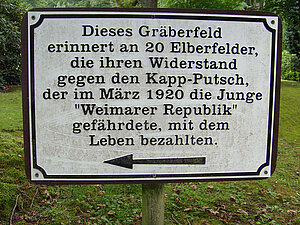 Dieses Gräberfeld
erinnert an 20 Elberfelder,
die ihren Widerstand
gegen den Kapp-Putsch,
der im März 1920 die Junge
"Weimarer Republik"
gefährdete, mit dem
Leben bezahlten.